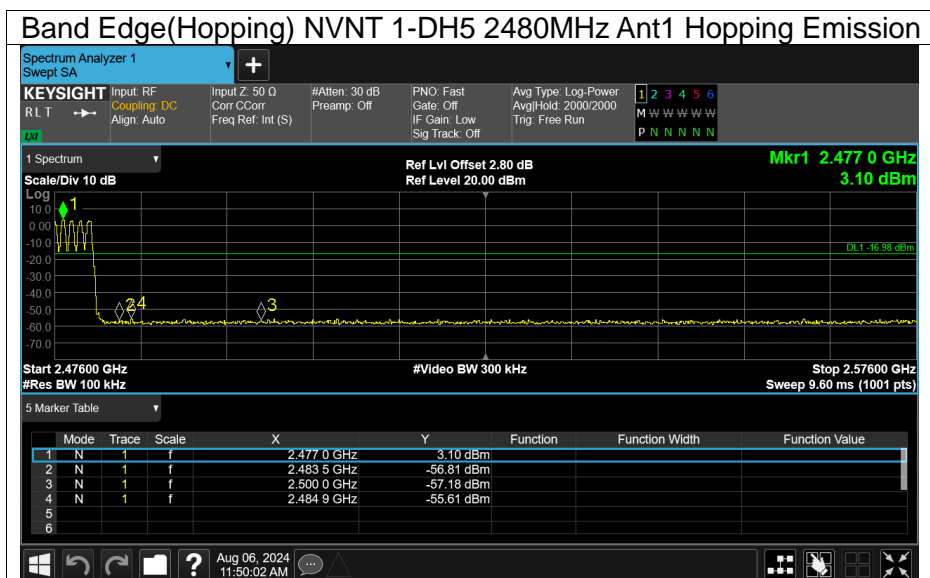 Band Edge(Hopping) NVNT 1-DH5 2480MHz Ant1 Hopping Emission
Spectrum Analyzer 1
Swept SA
+
KEYSIGHT Input: RF Input Z: 50 Ω #Atten: 30 dB PNO: Fast Avg Type: Log-Power 1 2 3 4 5 6
RLT Coupling: DC Corr CCorr Preamp: Off Gate: Off Avg|Hold: 2000/2000 M W W W W W
Align: Auto Freq Ref: Int (S) IF Gain: Low Trig: Free Run
LXI Sig Track: Off P N N N N N
1 Spectrum Ref Lvl Offset 2.80 dB Mkr1 2.477 0 GHz
Scale/Div 10 dB Ref Level 20.00 dBm 3.10 dBm
Log
10.0 1
0.00
-10.0 DL1 -16.98 dBm
-20.0
-30.0
-40.0
-50.0 2 4 3
-60.0
-70.0
Start 2.47600 GHz #Video BW 300 kHz Stop 2.57600 GHz
#Res BW 100 kHz Sweep 9.60 ms (1001 pts)
5 Marker Table
Mode Trace Scale X Y Function Function Width Function Value
1 N 1 f 2.477 0 GHz 3.10 dBm
2 N 1 f 2.483 5 GHz -56.81 dBm
3 N 1 f 2.500 0 GHz -57.18 dBm
4 N 1 f 2.484 9 GHz -55.61 dBm
5
6
? Aug 06, 2024
11:50:02 AM